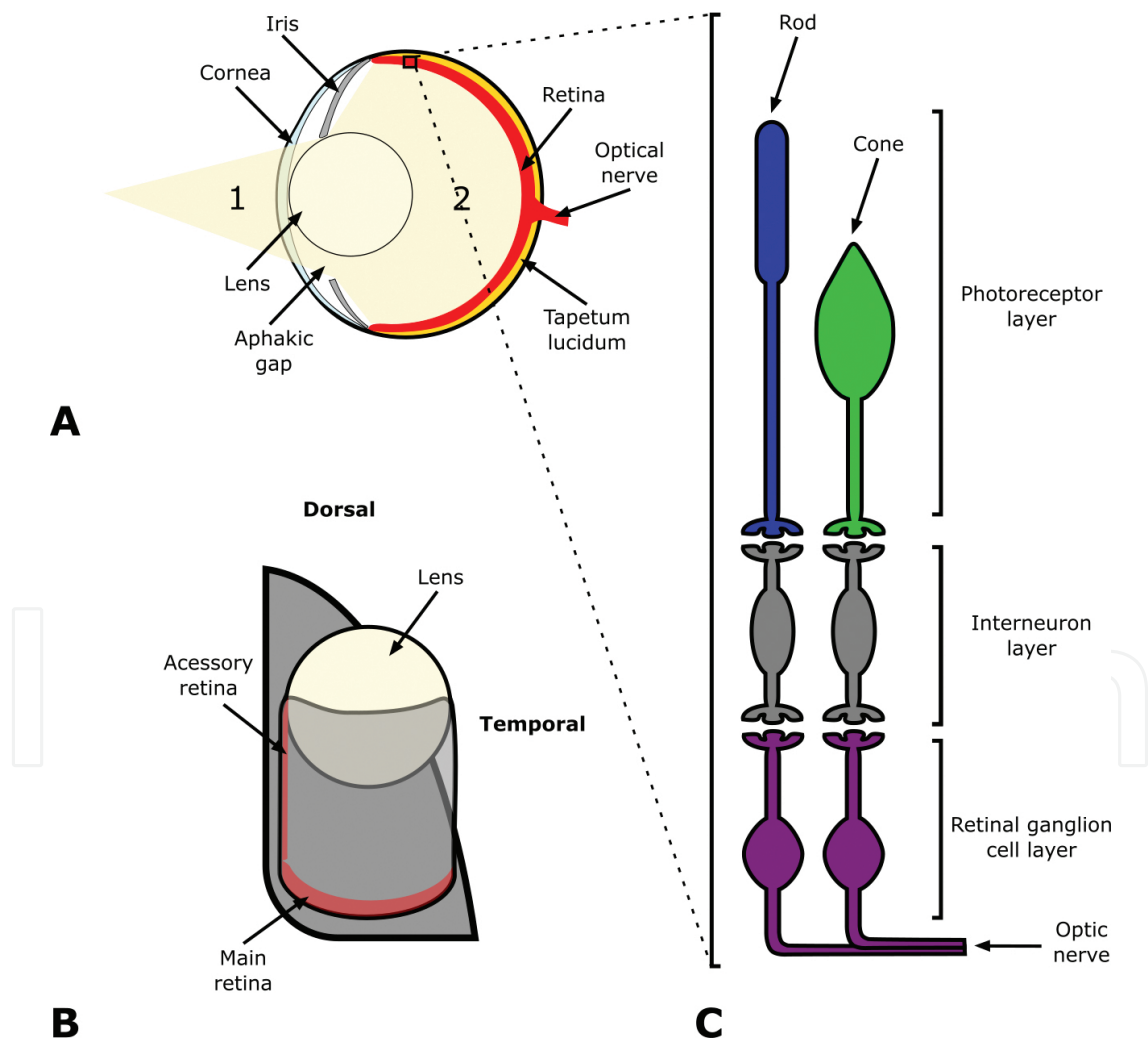 Iris
Cornea
Retina
Optical
nerve
1
2
Lens
Aphakic
gap
Tapetum
lucidum
A
Dorsal
Lens
Acessory
retina
Temporal
Main
retina
B
Rod
Cone
Photoreceptor
layer
Interneuron
layer
Retinal ganglion
cell layer
Optic
nerve
C